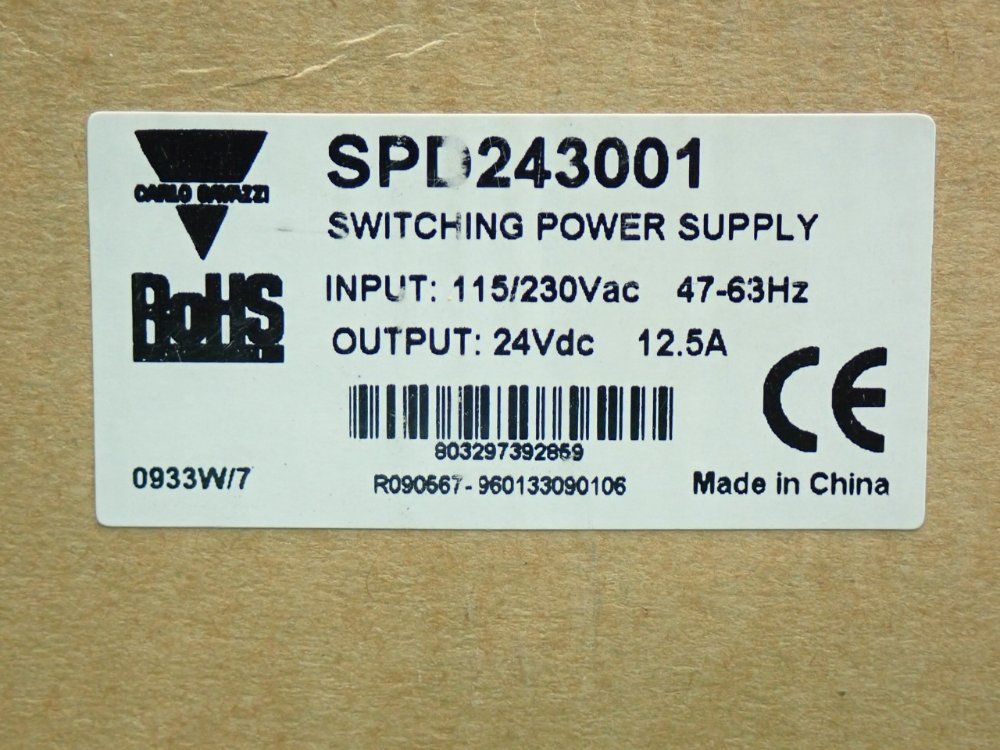 CARLO GAVAZZI
SPD243001
SWITCHING POWER SUPPLY
RoHS
INPUT: 115/230Vac 47-63Hz
OUTPUT: 24Vdc 12.5A
CE
803297392859
0933W/7
R090567-960133090106
Made in China